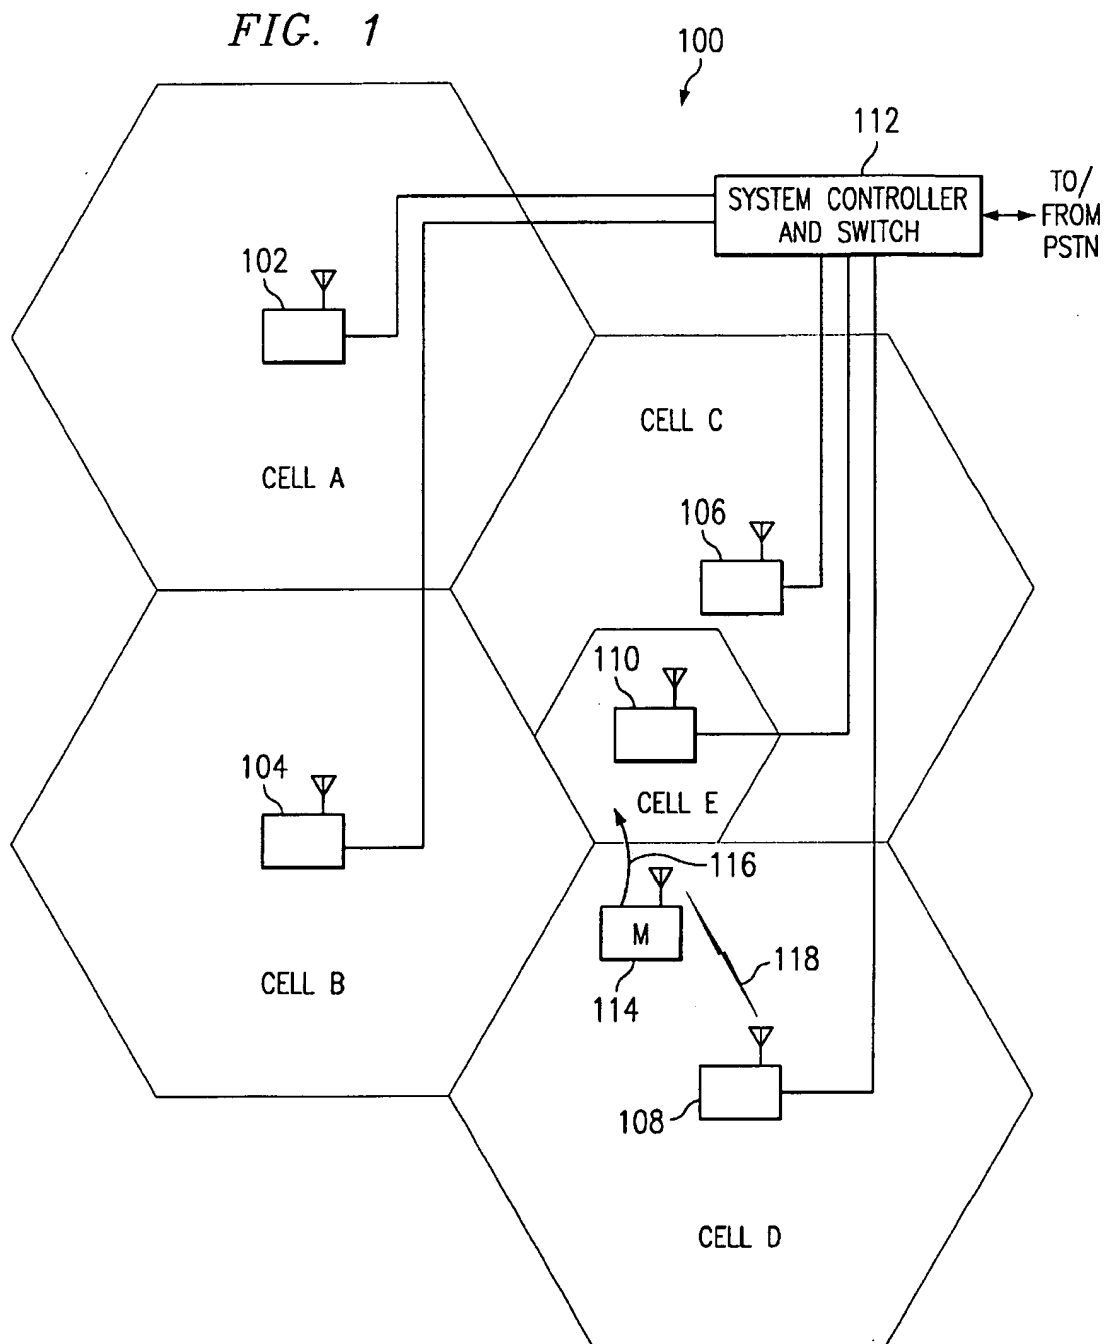 FIG. 1
100
112
SYSTEM CONTROLLER
AND SWITCH
TO/
FROM
PSTN
102
CELL A
CELL C
106
110
104
CELL E
116
M
114
118
CELL B
108
CELL D